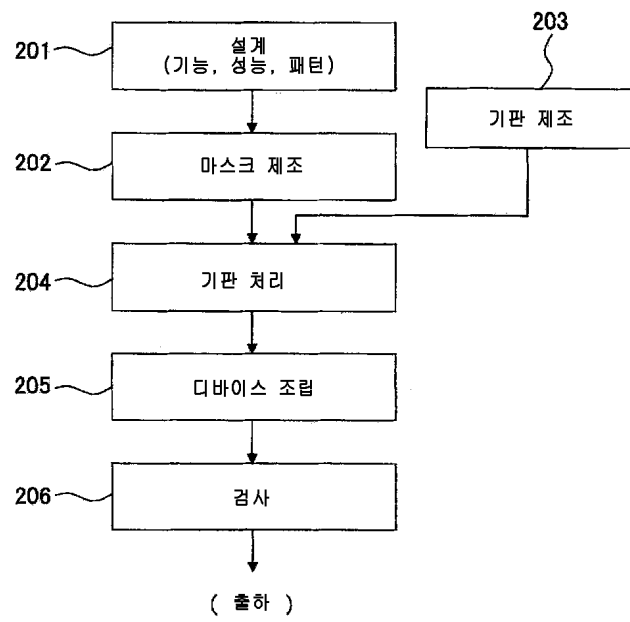 201
설계
(기능, 성능, 패턴)
203
기판 제조
202
마스크 제조
204
기판 처리
205
디바이스 조립
206
검사
( 출하 )